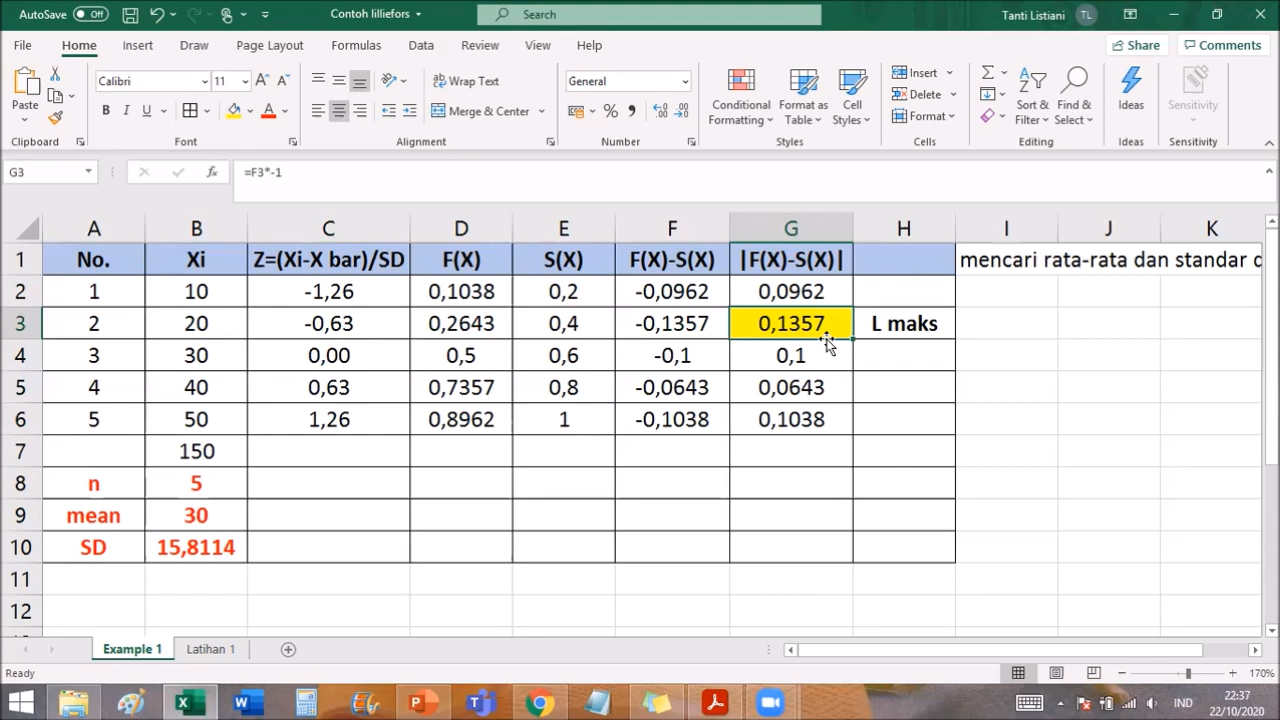 AutoSave Off Contoh lilliefors Search Tanti Listiani TL
File Home Insert Draw Page Layout Formulas Data Review View Help Share Comments
Paste Calibri 11 A A Wrap Text General Conditional Formatting Format as Table Cell Styles Insert Delete Format Sort & Filter Find & Select Ideas Sensitivity
B I U A Merge & Center %
Clipboard Font Alignment Number Styles Cells Editing Ideas Sensitivity
G3 fx =F3*-1
A B C D E F G H I J K
1 No. Xi Z=(Xi-X bar)/SD F(X) S(X) F(X)-S(X) |F(X)-S(X)| mencari rata-rata dan standar d
2 1 10 -1,26 0,1038 0,2 -0,0962 0,0962
3 2 20 -0,63 0,2643 0,4 -0,1357 0,1357 L maks
4 3 30 0,00 0,5 0,6 -0,1 0,1
5 4 40 0,63 0,7357 0,8 -0,0643 0,0643
6 5 50 1,26 0,8962 1 -0,1038 0,1038
7 150
8 n 5
9 mean 30
10 SD 15,8114
11
12
Example 1 Latihan 1
Ready 170%
IND 22:37
22/10/2020